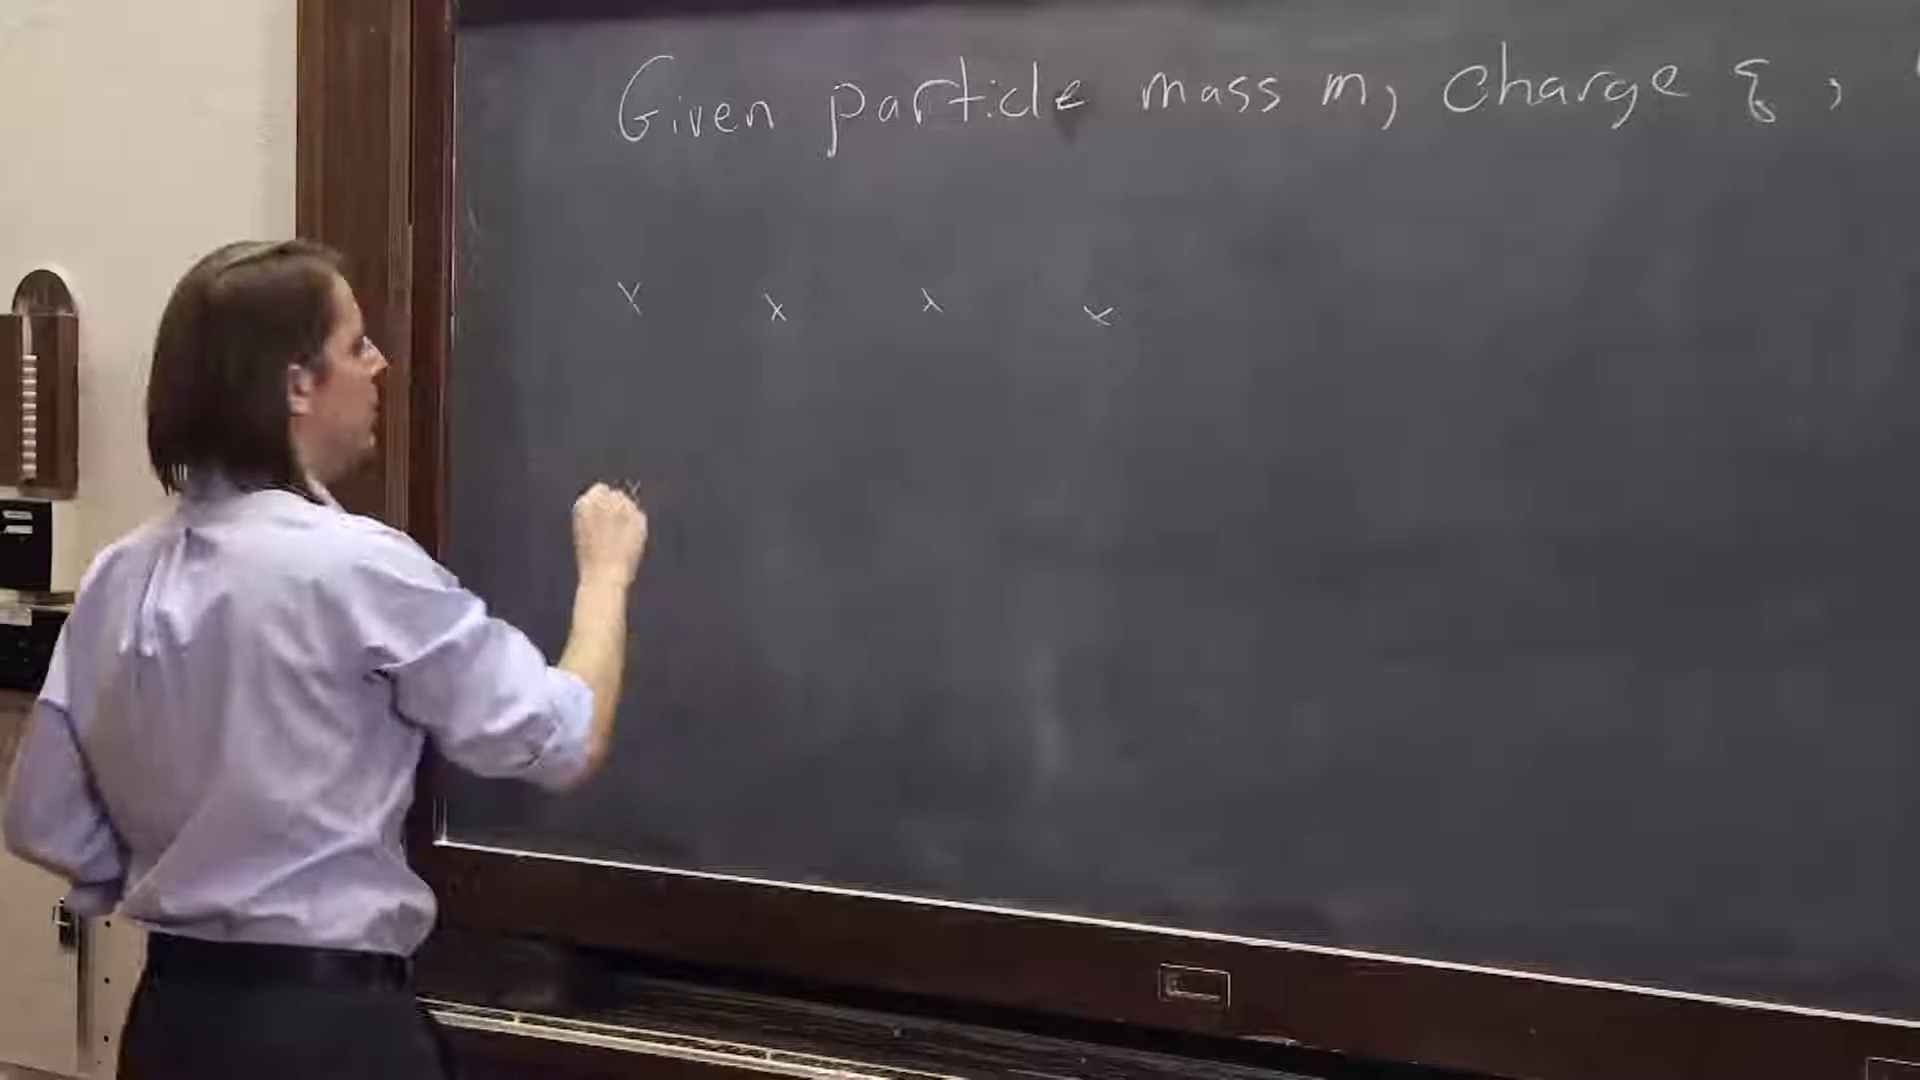 Given particle mass m, charge q,
x x x x
x